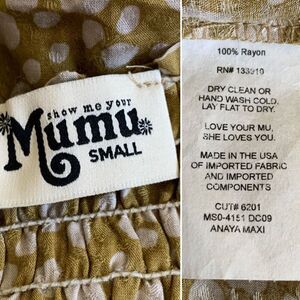 show me your
Mumu
SMALL
100% Rayon
RN# 133910
DRY CLEAN OR
HAND WASH COLD.
LAY FLAT TO DRY.
LOVE YOUR MU,
SHE LOVES YOU.
MADE IN THE USA
OF IMPORTED FABRIC
AND IMPORTED
COMPONENTS
CUT# 6201
MS0-4151 DC09
ANAYA MAXI